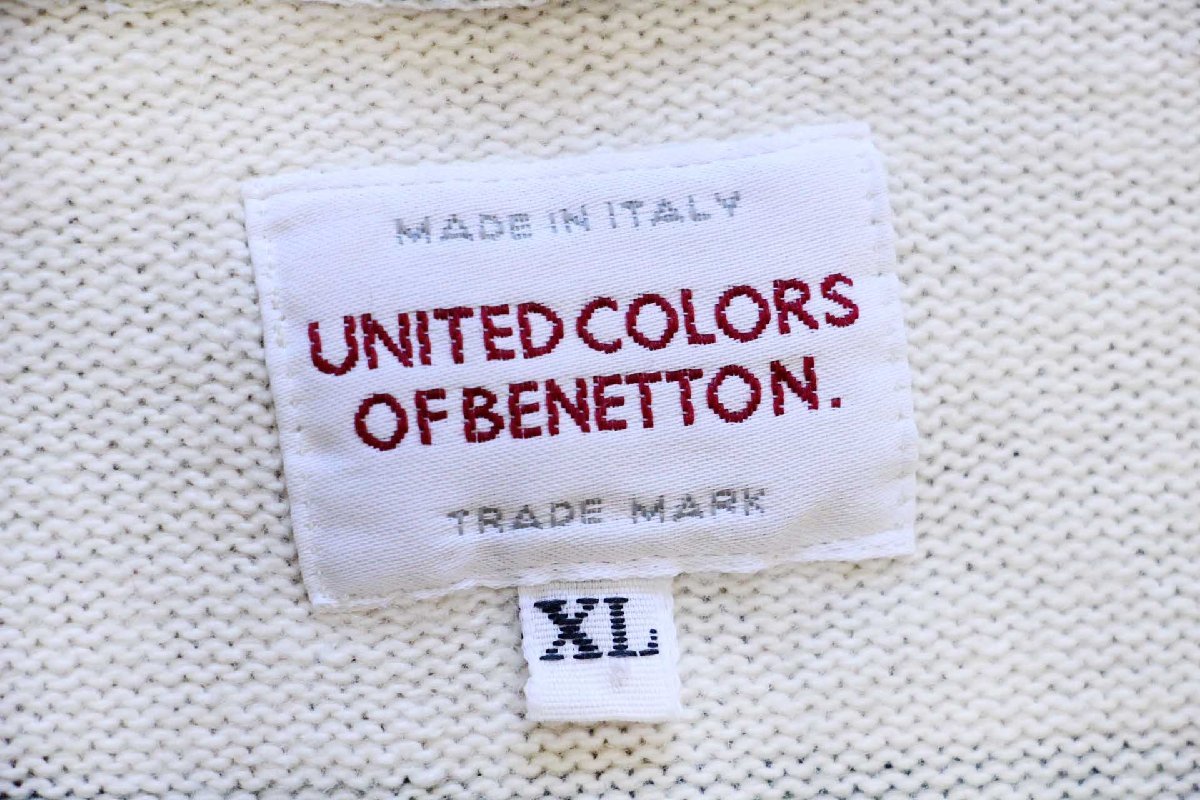 MADE IN ITALY
UNITED COLORS
OF BENETTON.
TRADE MARK
XL